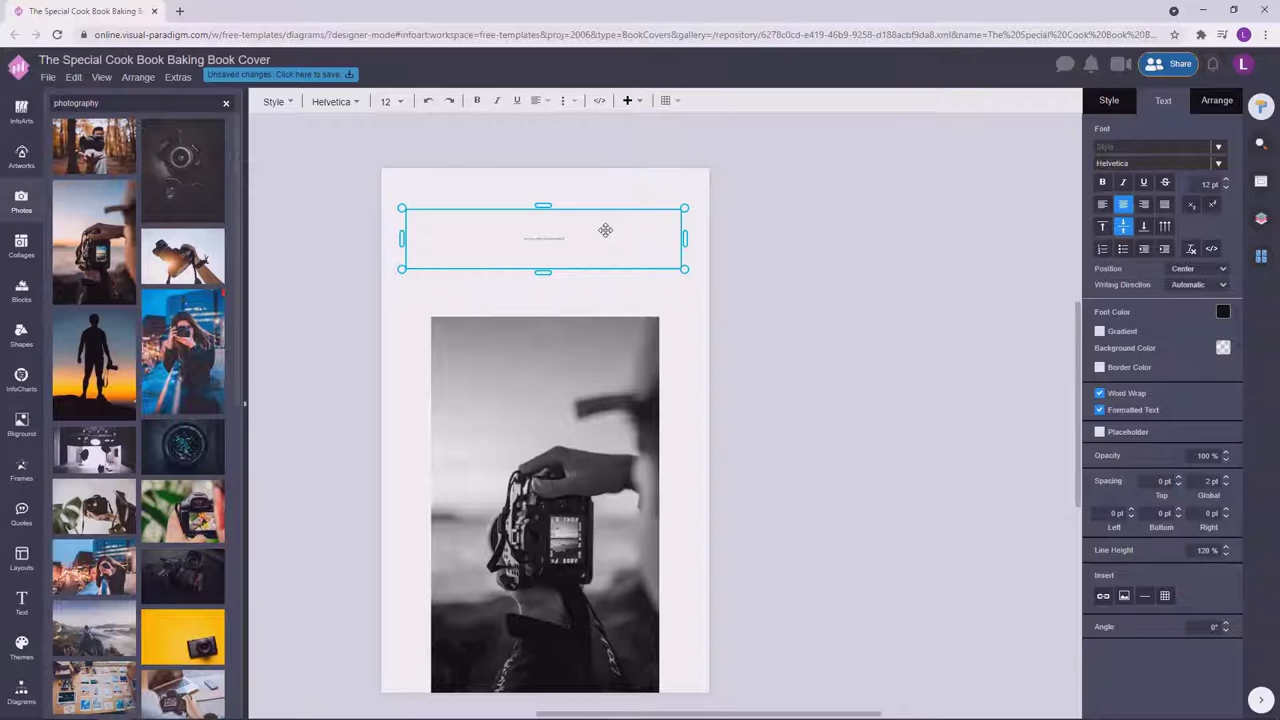 The Special Cook Book Baking B
online.visual-paradigm.com/w/free-templates/diagrams/?designer-mode#infoart:workspace=free-templates&proj=2006&type=BookCovers&gallery=/repository/6278c0cd-e419-46b9-9258-d188acbf9da3.xml&name=The%20Special%20Cook%20Book%20B...
L
The Special Cook Book Baking Book Cover
File Edit View Arrange Extras
Unsaved changes. Click here to save.
Share
L
photography
Style
Helvetica
12
B I U
Style Text Arrange
InfoArts
Artworks
Photos
Collages
Blocks
Shapes
InfoCharts
Bkground
Frames
Quotes
Layouts
Text
Themes
Diagrams
Font
Style
Helvetica
B I U S
12 pt
Position
Center
Writing Direction
Automatic
Font Color
Gradient
Background Color
Border Color
Word Wrap
Formatted Text
Placeholder
Opacity
100 %
Spacing
0 pt
2 pt
Top
Global
0 pt
0 pt
0 pt
Left
Bottom
Right
Line Height
120 %
Insert
Angle
0°